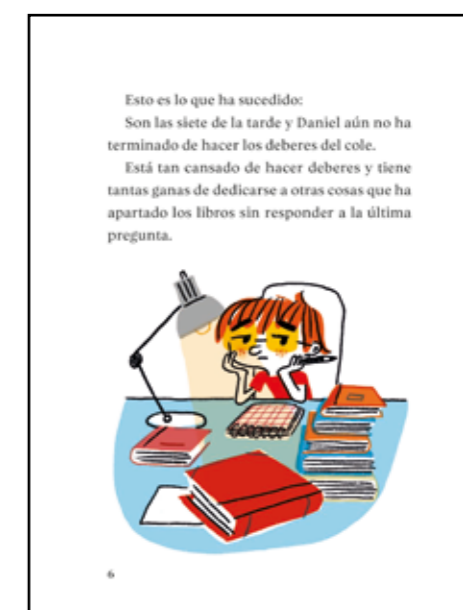 Esto es lo que ha sucedido:
Son las siete de la tarde y Daniel aún no ha
terminado de hacer los deberes del cole.
Está tan cansado de hacer deberes y tiene
tantas ganas de dedicarse a otras cosas que ha
apartado los libros sin responder a la última
pregunta.
6